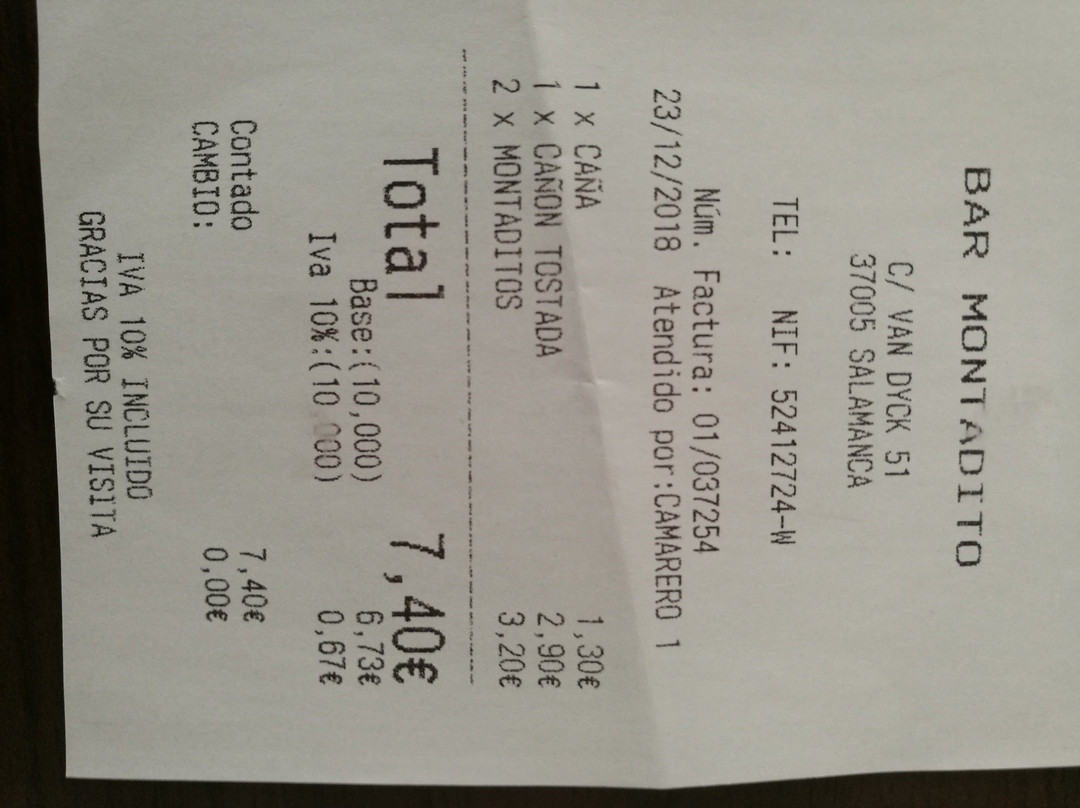 BAR MONTADITO
C/ VAN DYCK 51
37005 SALAMANCA
TEL: NIF: 52412724-W
Núm. Factura: 01/037254
23/12/2018 Atendido por:CAMARERO 1
1 x CAÑA 1,30€
1 x CAÑON TOSTADA 2,90€
2 x MONTADITOS 3,20€
Total 7,40€
Base:(10,000) 6,73€
Iva 10%:(10,000) 0,67€
Contado 7,40€
CAMBIO: 0,00€
IVA 10% INCLUIDO
GRACIAS POR SU VISITA